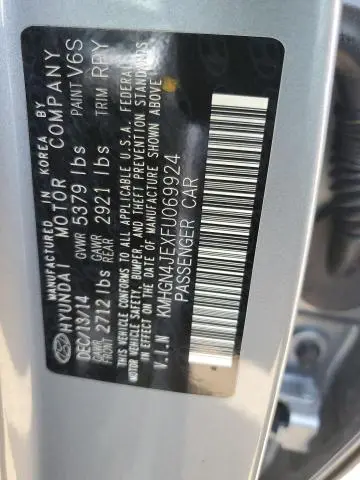 MANUFACTURED IN KOREA BY
HYUNDAI MOTOR COMPANY
DEC/13/14 GVWR 5379 lbs PAINT V6S
GAWR FRONT 2712 lbs GAWR REAR 2921 lbs TRIM RRY
THIS VEHICLE CONFORMS TO ALL APPLICABLE U.S.A. FEDERAL
MOTOR VEHICLE SAFETY, BUMPER, AND THEFT PREVENTION STANDARDS
IN EFFECT ON THE DATE OF MANUFACTURE SHOWN ABOVE
V.I.N KMHGN4JEXFU069924
PASSENGER CAR